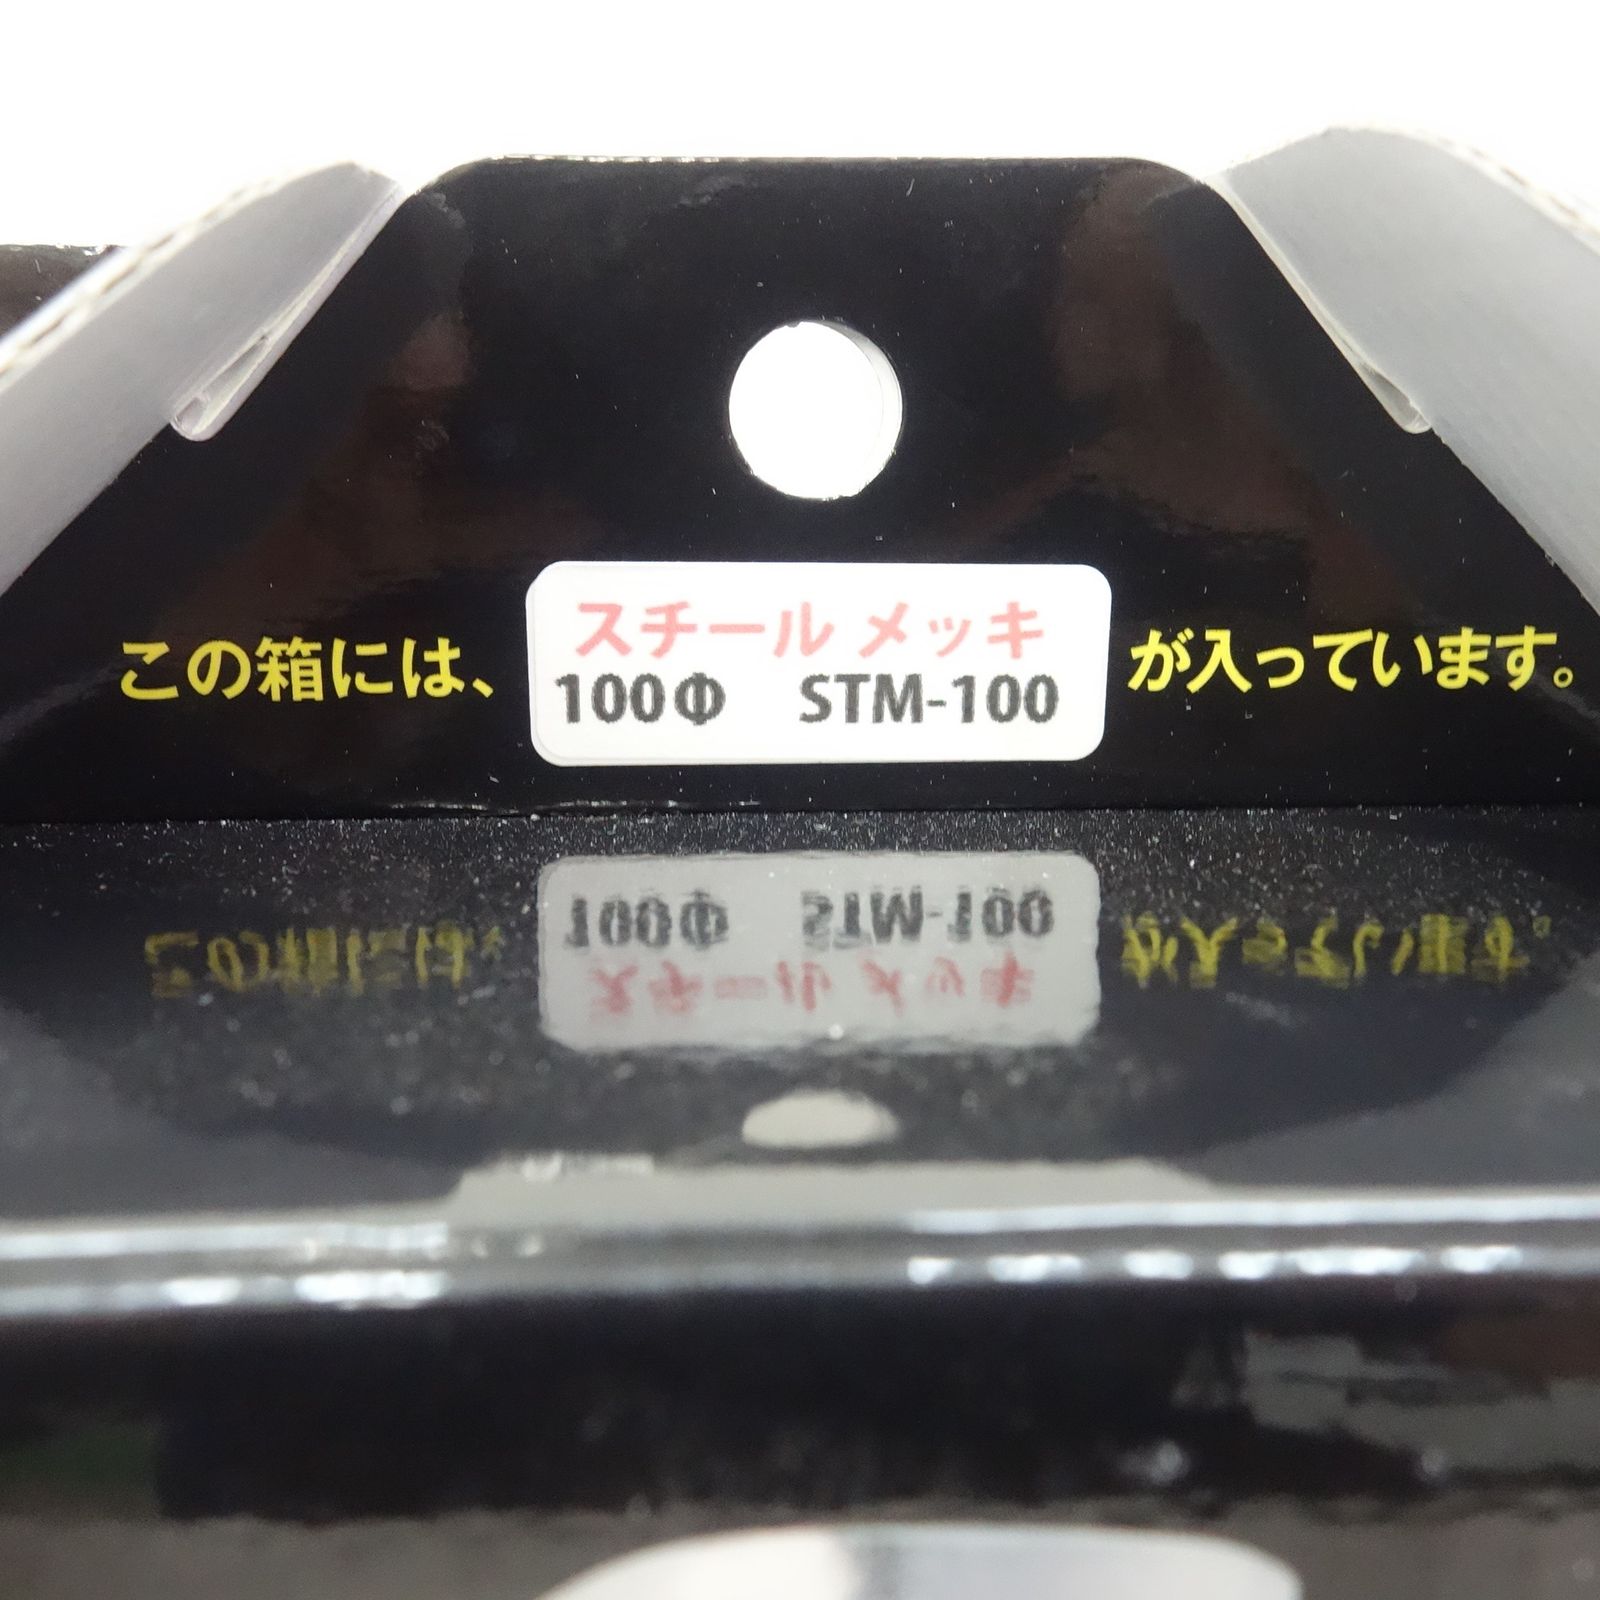 この箱には、
スチール メッキ
100Φ STM-100
が入っています。